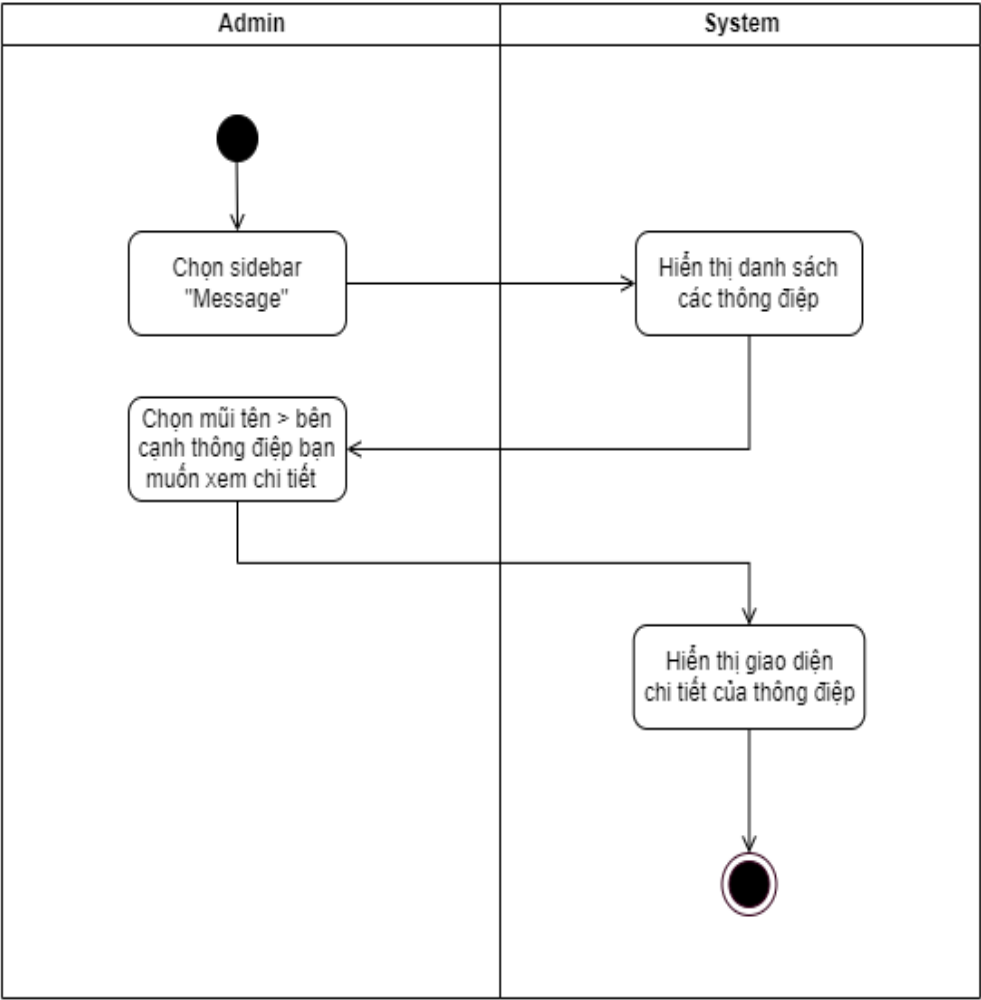 Admin
System
Chọn sidebar
"Message"
Hiển thị danh sách
các thông điệp
Chọn mũi tên > bên
cạnh thông điệp bạn
muốn xem chi tiết
Hiển thị giao diện
chi tiết của thông điệp